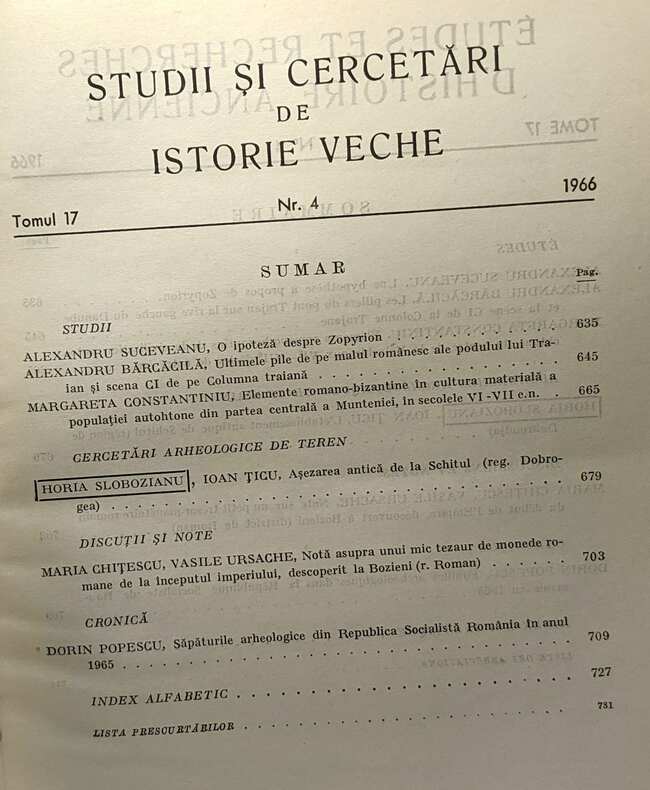 STUDII ȘI CERCETĂRI
DE
ISTORIE VECHE
Tomul 17 Nr. 4 1966
SUMAR
Pag.
STUDII
ALEXANDRU SUCEVEANU, O ipoteză despre Zopyrion . . . . . . . . . . 635
ALEXANDRU BĂRCĂCILĂ, Ultimele pile de pe malul românesc ale podului lui Tra-
ian și scena CI de pe Columna traiană . . . . . . . . . . 645
MARGARETA CONSTANTINIU, Elemente romano-bizantine în cultura materială a
populației autohtone din partea centrală a Munteniei, în secolele VI-VII e.n. . 665
CERCETĂRI ARHEOLOGICE DE TEREN
HORIA SLOBOZIANU, IOAN ȚICU, Așezarea antică de la Schitul (reg. Dobro-
gea) . . . . . . . . . . 679
DISCUȚII ȘI NOTE
MARIA CHIȚESCU, VASILE URSACHE, Notă asupra unui mic tezaur de monede ro-
mane de la începutul imperiului, descoperit la Bozieni (r. Roman) . . . . . 703
CRONICĂ
DORIN POPESCU, Săpăturile arheologice din Republica Socialistă România în anul
1965 . . . . . . . . . . 709
INDEX ALFABETIC . . . . . . . . . . 727
LISTA PRESCURTĂRILOR . . . . . . . . . . 731